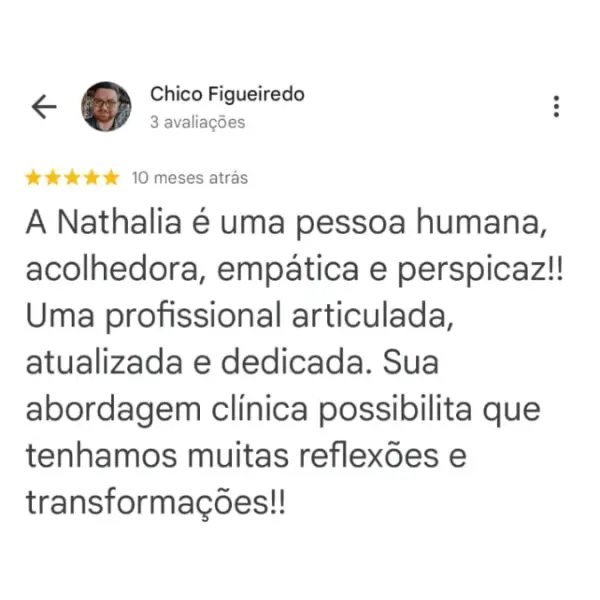 Chico Figueiredo
3 avaliações
10 meses atrás
A Nathalia é uma pessoa humana,
acolhedora, empática e perspicaz!!
Uma profissional articulada,
atualizada e dedicada. Sua
abordagem clínica possibilita que
tenhamos muitas reflexões e
transformações!!